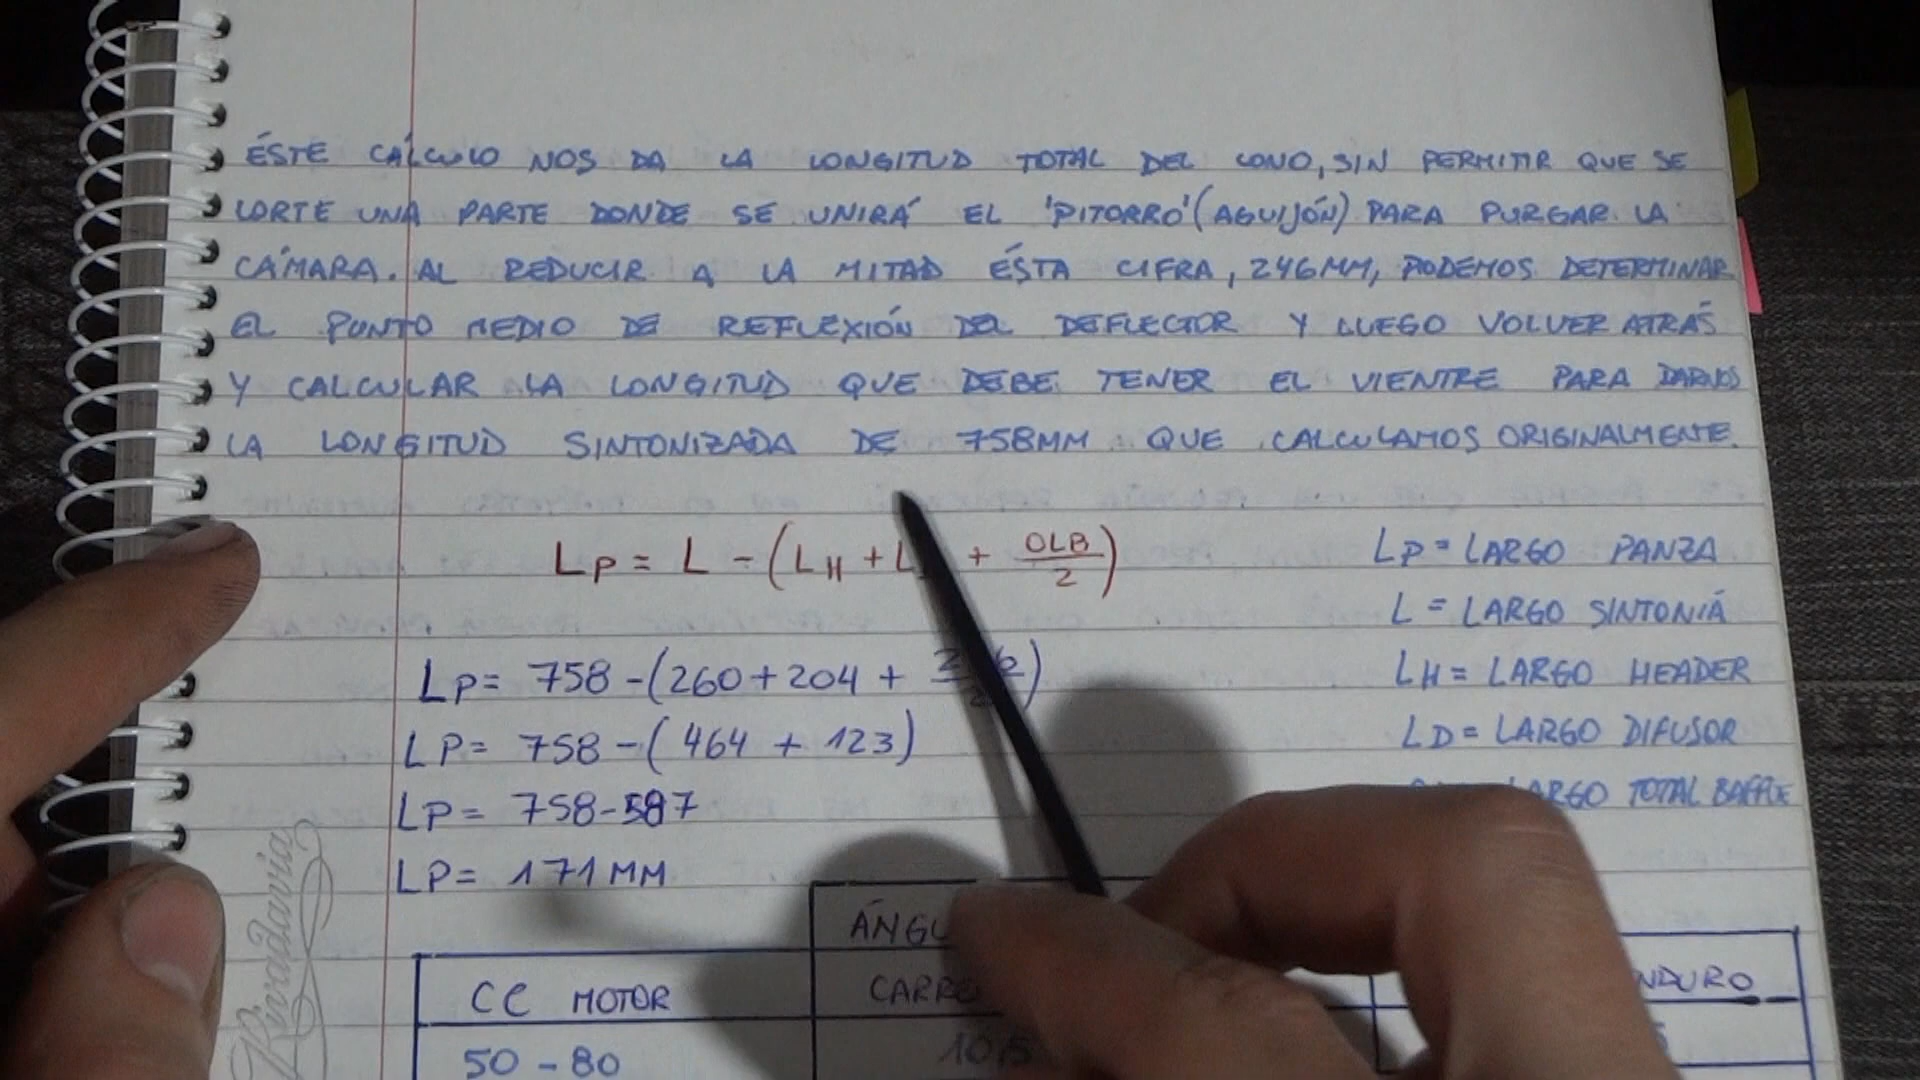 ÉSTE CÁLCULO NOS DA LA LONGITUD TOTAL DEL CONO, SIN PERMITIR QUE SE
CORTE UNA PARTE DONDE SE UNIRÁ EL 'PITORRO' (AGUIJÓN) PARA PURGAR LA
CÁMARA. AL REDUCIR A LA MITAD ÉSTA CIFRA, 246MM, PODEMOS DETERMINAR
EL PUNTO MEDIO DE REFLEXIÓN DEL DEFLECTOR Y LUEGO VOLVER ATRÁS
Y CALCULAR LA LONGITUD QUE DEBE TENER EL VIENTRE PARA DARNOS
LA LONGITUD SINTONIZADA DE 758MM QUE CALCULAMOS ORIGINALMENTE.
LP = L - (LH + L + OLB/2)
LP = LARGO PANZA
L = LARGO SINTONIÁ
LP = 758 - (260 + 204 +
LH = LARGO HEADER
LP = 758 - (464 + 123)
LD = LARGO DIFUSOR
LP = 758 - 587
LARGO TOTAL BAFFLE
LP = 171 MM
CC MOTOR
50 - 80
Rivadavia